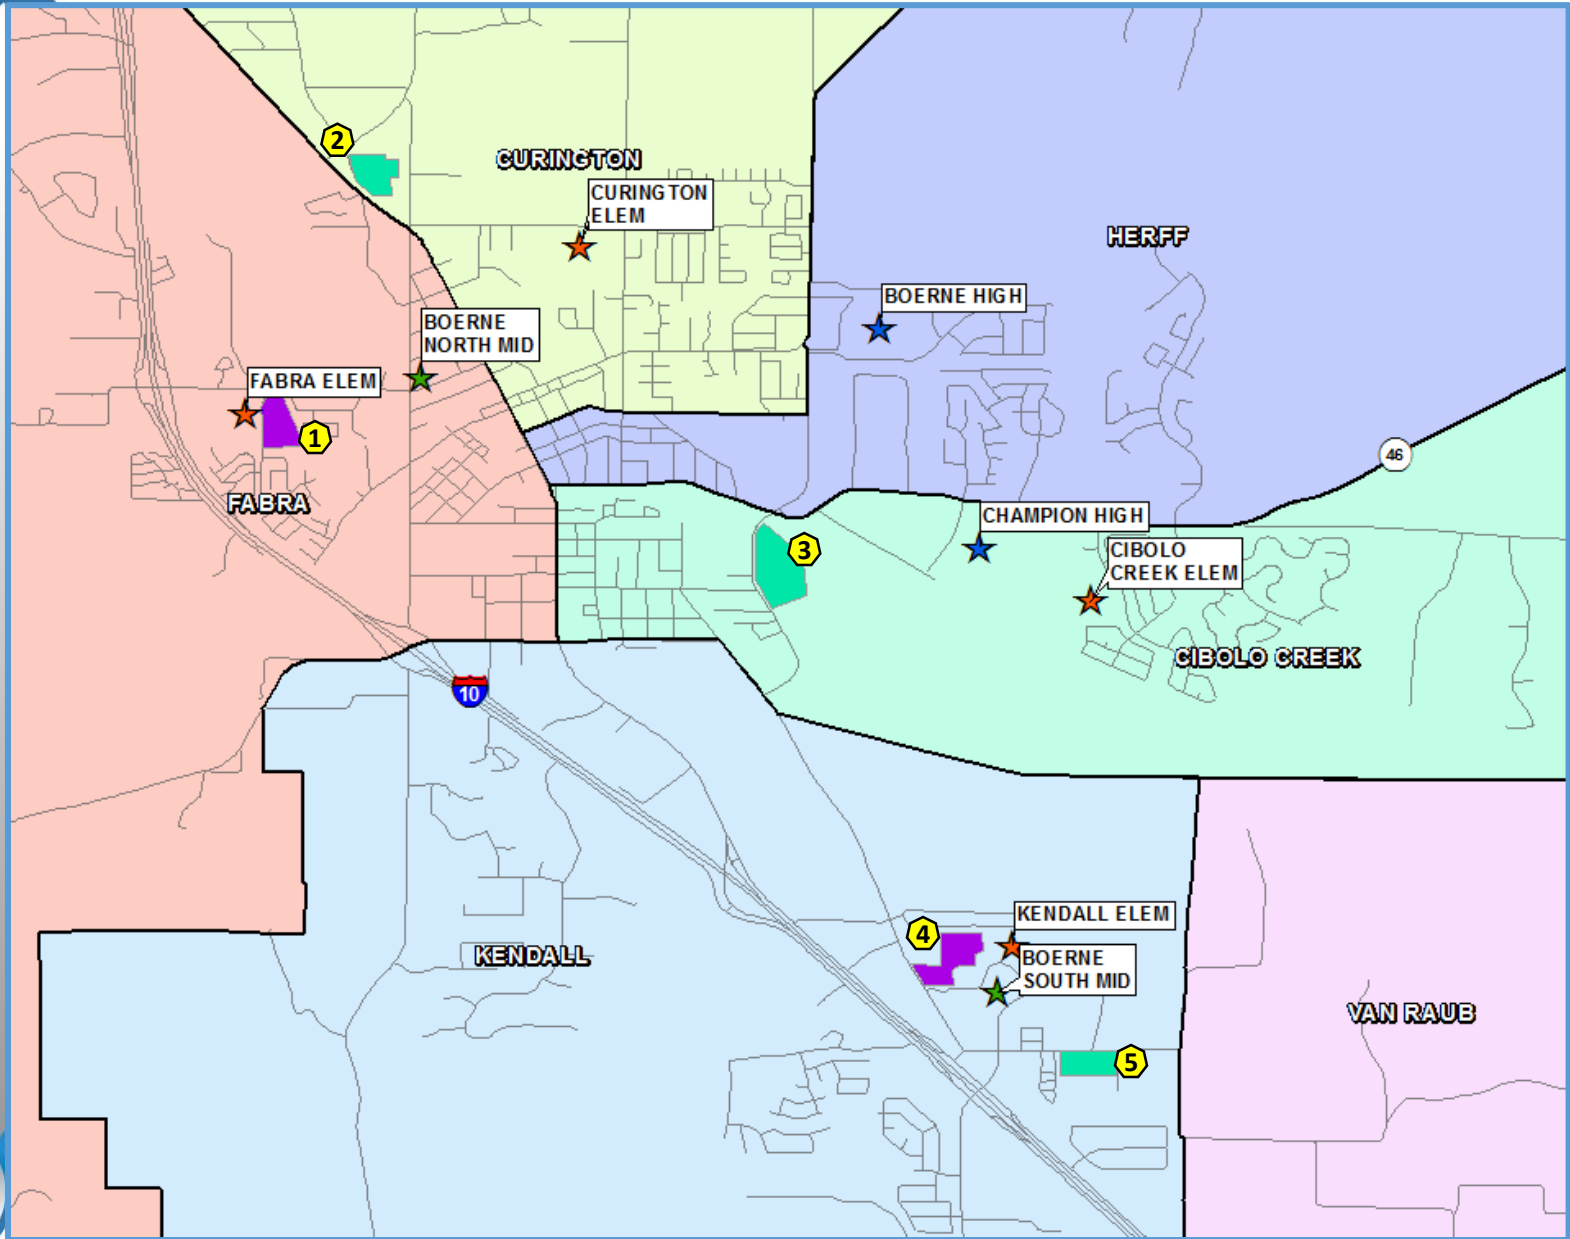 2
CURINGTON
CURINGTON
ELEM
HERFF
BOERNE HIGH
BOERNE
NORTH MID
FABRA ELEM
1
46
FABRA
CHAMPION HIGH
3
CIBOLO
CREEK ELEM
CIBOLO CREEK
10
KENDALL ELEM
4
KENDALL
BOERNE
SOUTH MID
VAN RAUB
5